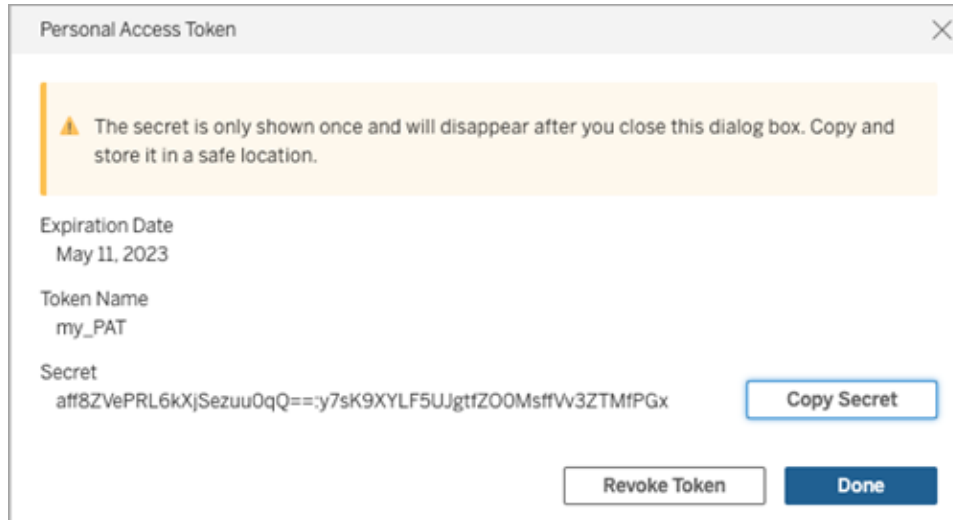 Personal Access Token
The secret is only shown once and will disappear after you close this dialog box. Copy and
store it in a safe location.
Expiration Date
May 11, 2023
Token Name
my_PAT
Secret
aff8ZVePRL6kXjSezuu0qQ==:y7sK9XYLF5UJgtfZO0MsffVv3ZTMfPGx
Copy Secret
Revoke Token
Done